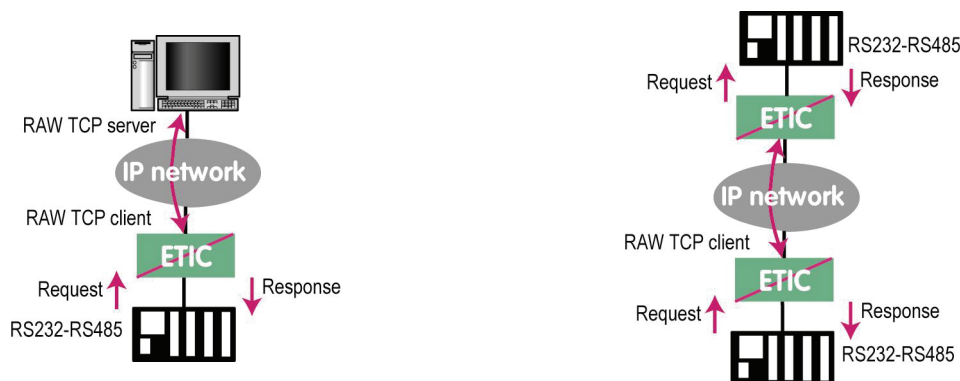 RAW TCP server
IP network
RAW TCP client
ETIC
Request
Response
RS232-RS485
RS232-RS485
Request
Response
ETIC
IP network
RAW TCP client
ETIC
Request
Response
RS232-RS485